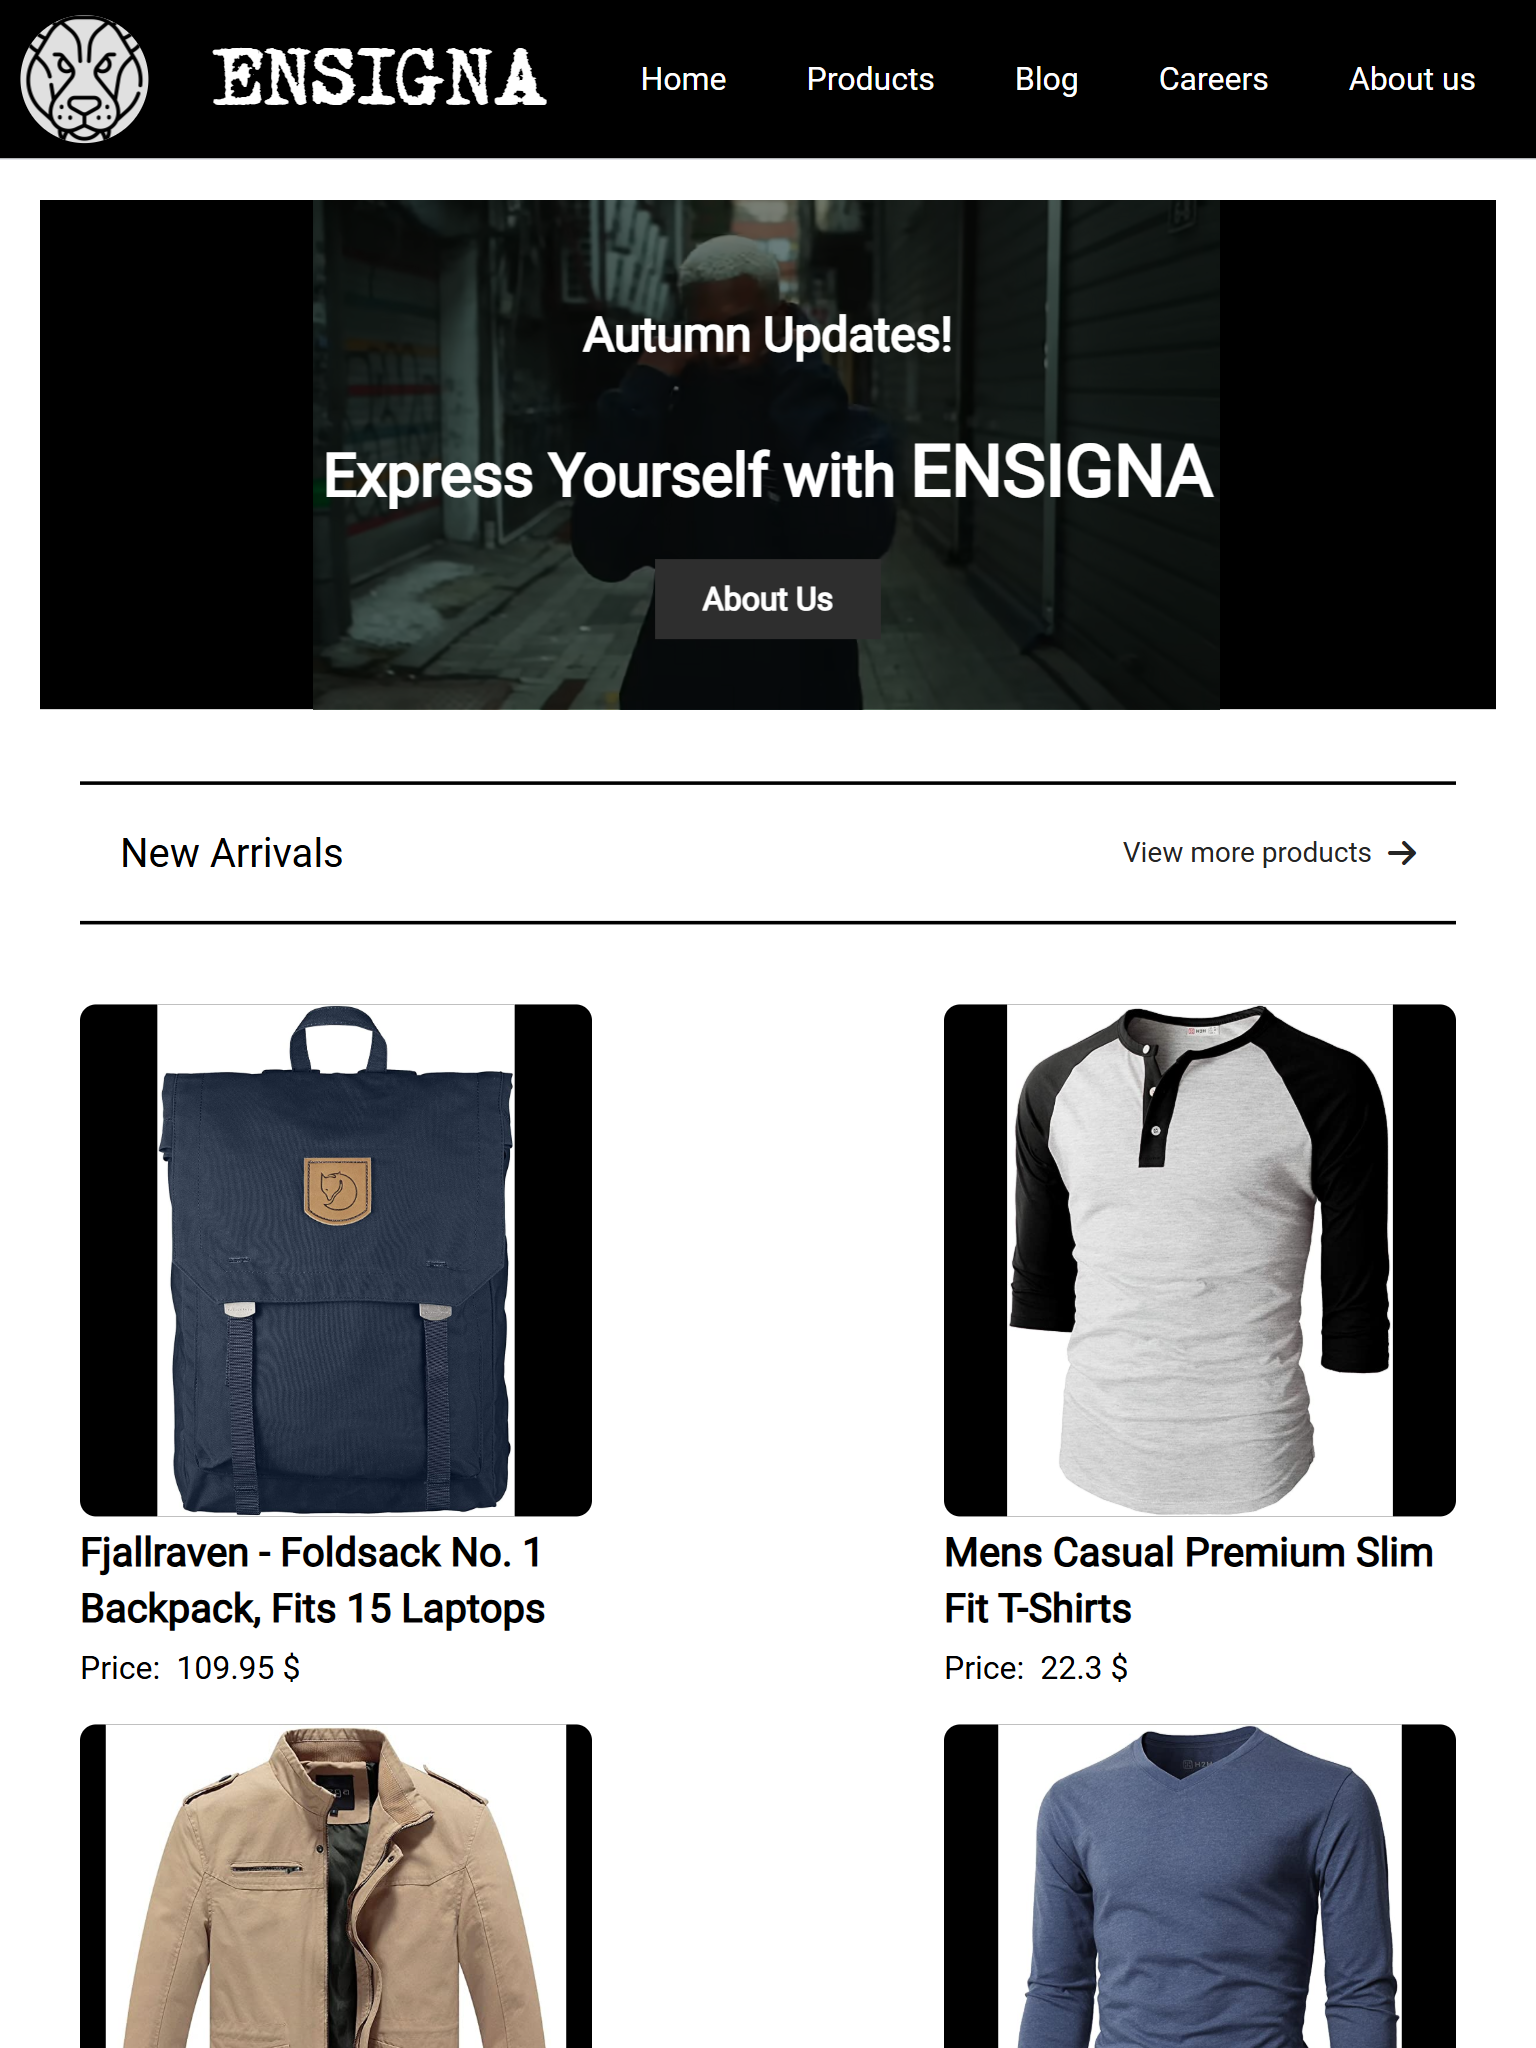 ENSIGNA
Home Products Blog Careers About us
Autumn Updates!
Express Yourself with ENSIGNA
About Us
New Arrivals
View more products
Fjallraven - Foldsack No. 1
Backpack, Fits 15 Laptops
Price: 109.95 $
Mens Casual Premium Slim
Fit T-Shirts
Price: 22.3 $